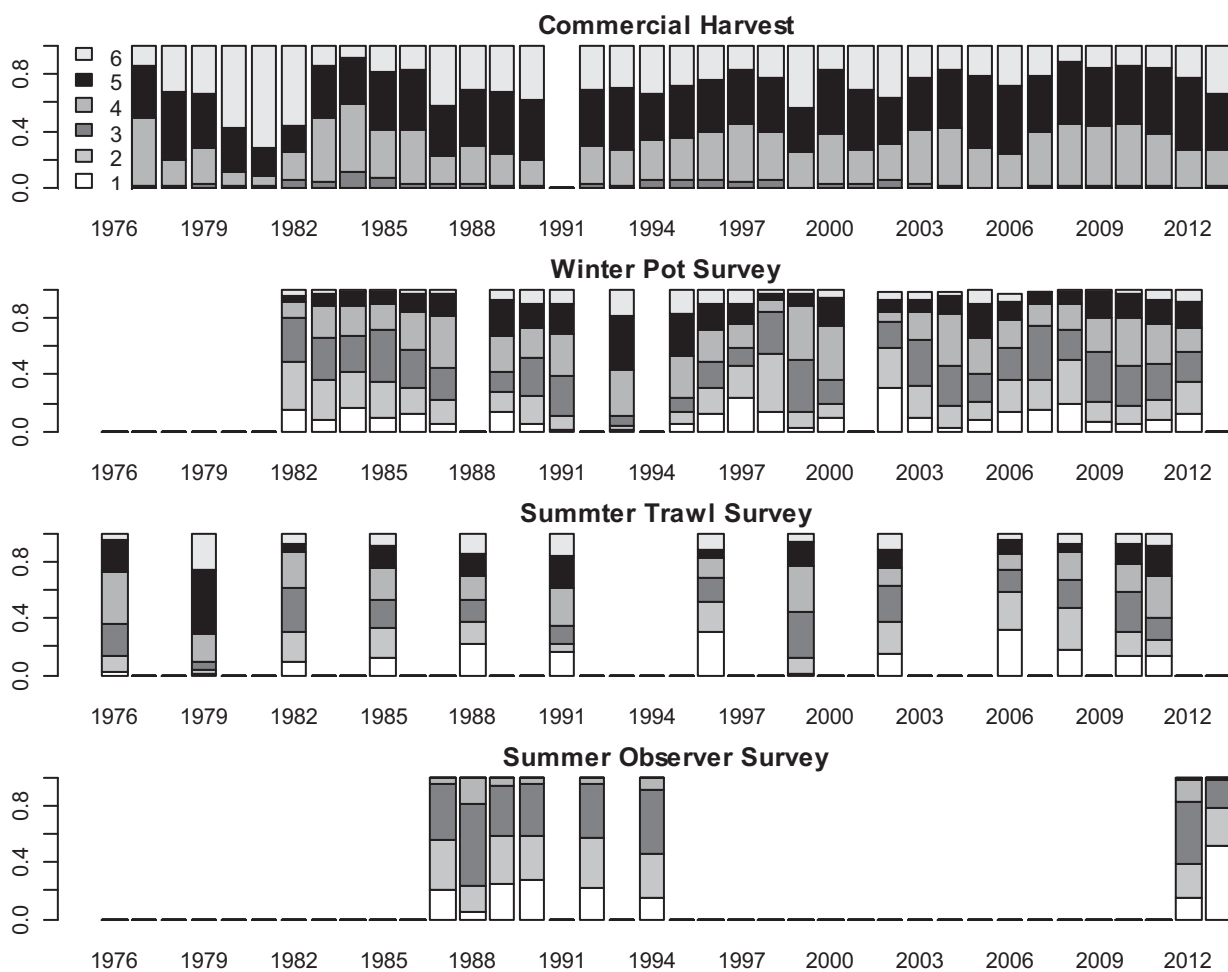 Commercial Harvest
0.0 0.4 0.8
6
5
4
3
2
1
1976 1979 1982 1985 1988 1991 1994 1997 2000 2003 2006 2009 2012
Winter Pot Survey
0.0 0.4 0.8
1976 1979 1982 1985 1988 1991 1994 1997 2000 2003 2006 2009 2012
Summter Trawl Survey
0.0 0.4 0.8
1976 1979 1982 1985 1988 1991 1994 1997 2000 2003 2006 2009 2012
Summer Observer Survey
0.0 0.4 0.8
1976 1979 1982 1985 1988 1991 1994 1997 2000 2003 2006 2009 2012